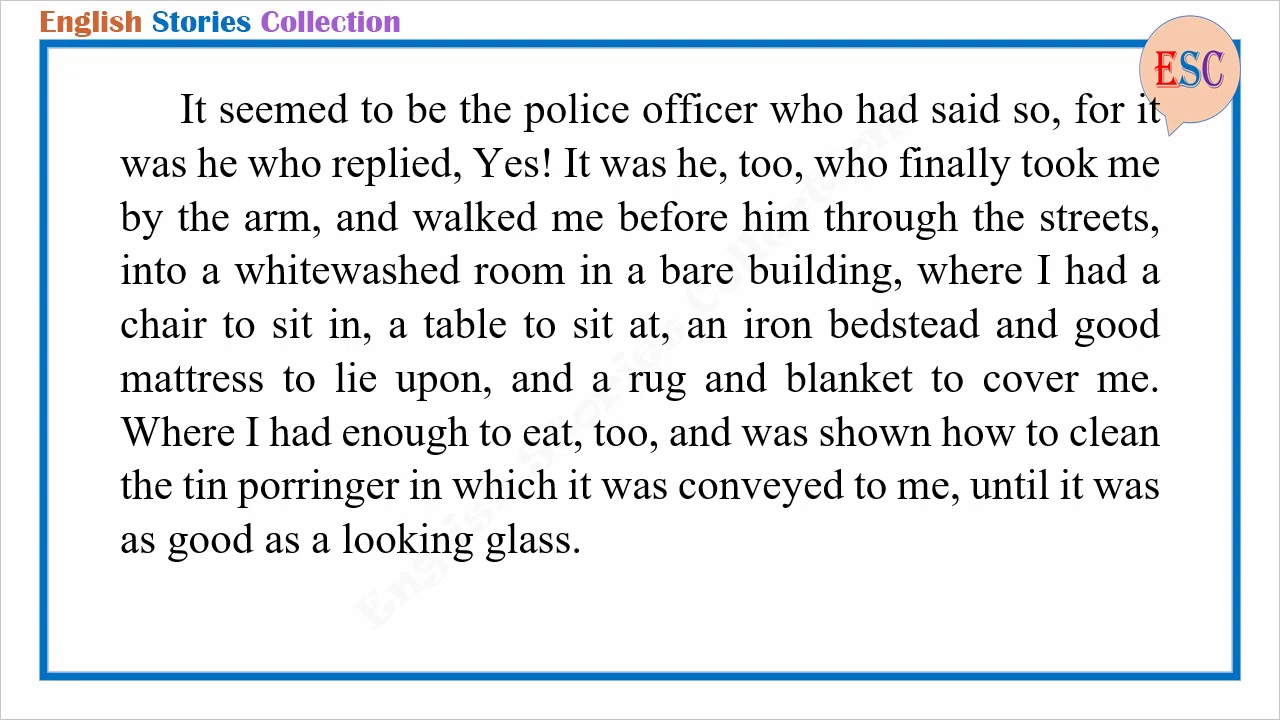 English Stories Collection
ESC
It seemed to be the police officer who had said so, for it
was he who replied, Yes! It was he, too, who finally took me
by the arm, and walked me before him through the streets,
into a whitewashed room in a bare building, where I had a
chair to sit in, a table to sit at, an iron bedstead and good
mattress to lie upon, and a rug and blanket to cover me.
Where I had enough to eat, too, and was shown how to clean
the tin porringer in which it was conveyed to me, until it was
as good as a looking glass.